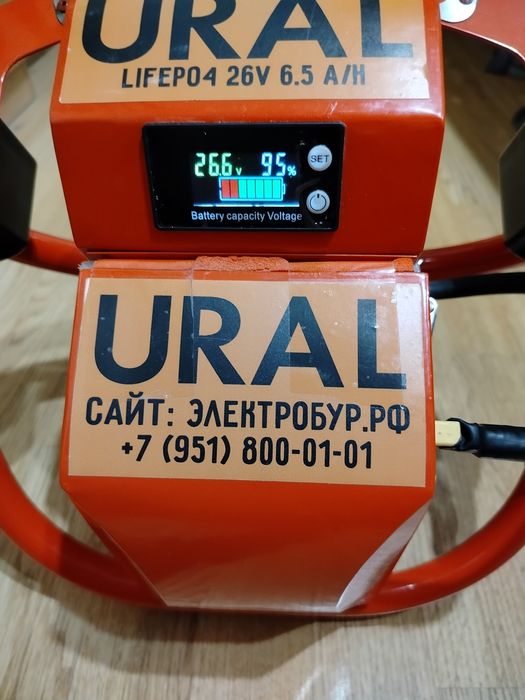 URAL
LIFEPO4 26V 6.5 A/H
26.6 V 95%
SET
Battery capacity Voltage
URAL
САЙТ: ЭЛЕКТРОБУР.РФ
+7 (951) 800-01-01